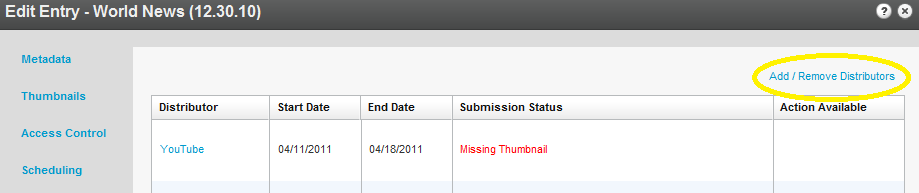 Edit Entry - World News (12.30.10)
Metadata
Thumbnails
Access Control
Scheduling
Add / Remove Distributors
Distributor Start Date End Date Submission Status Action Available
YouTube 04/11/2011 04/18/2011 Missing Thumbnail